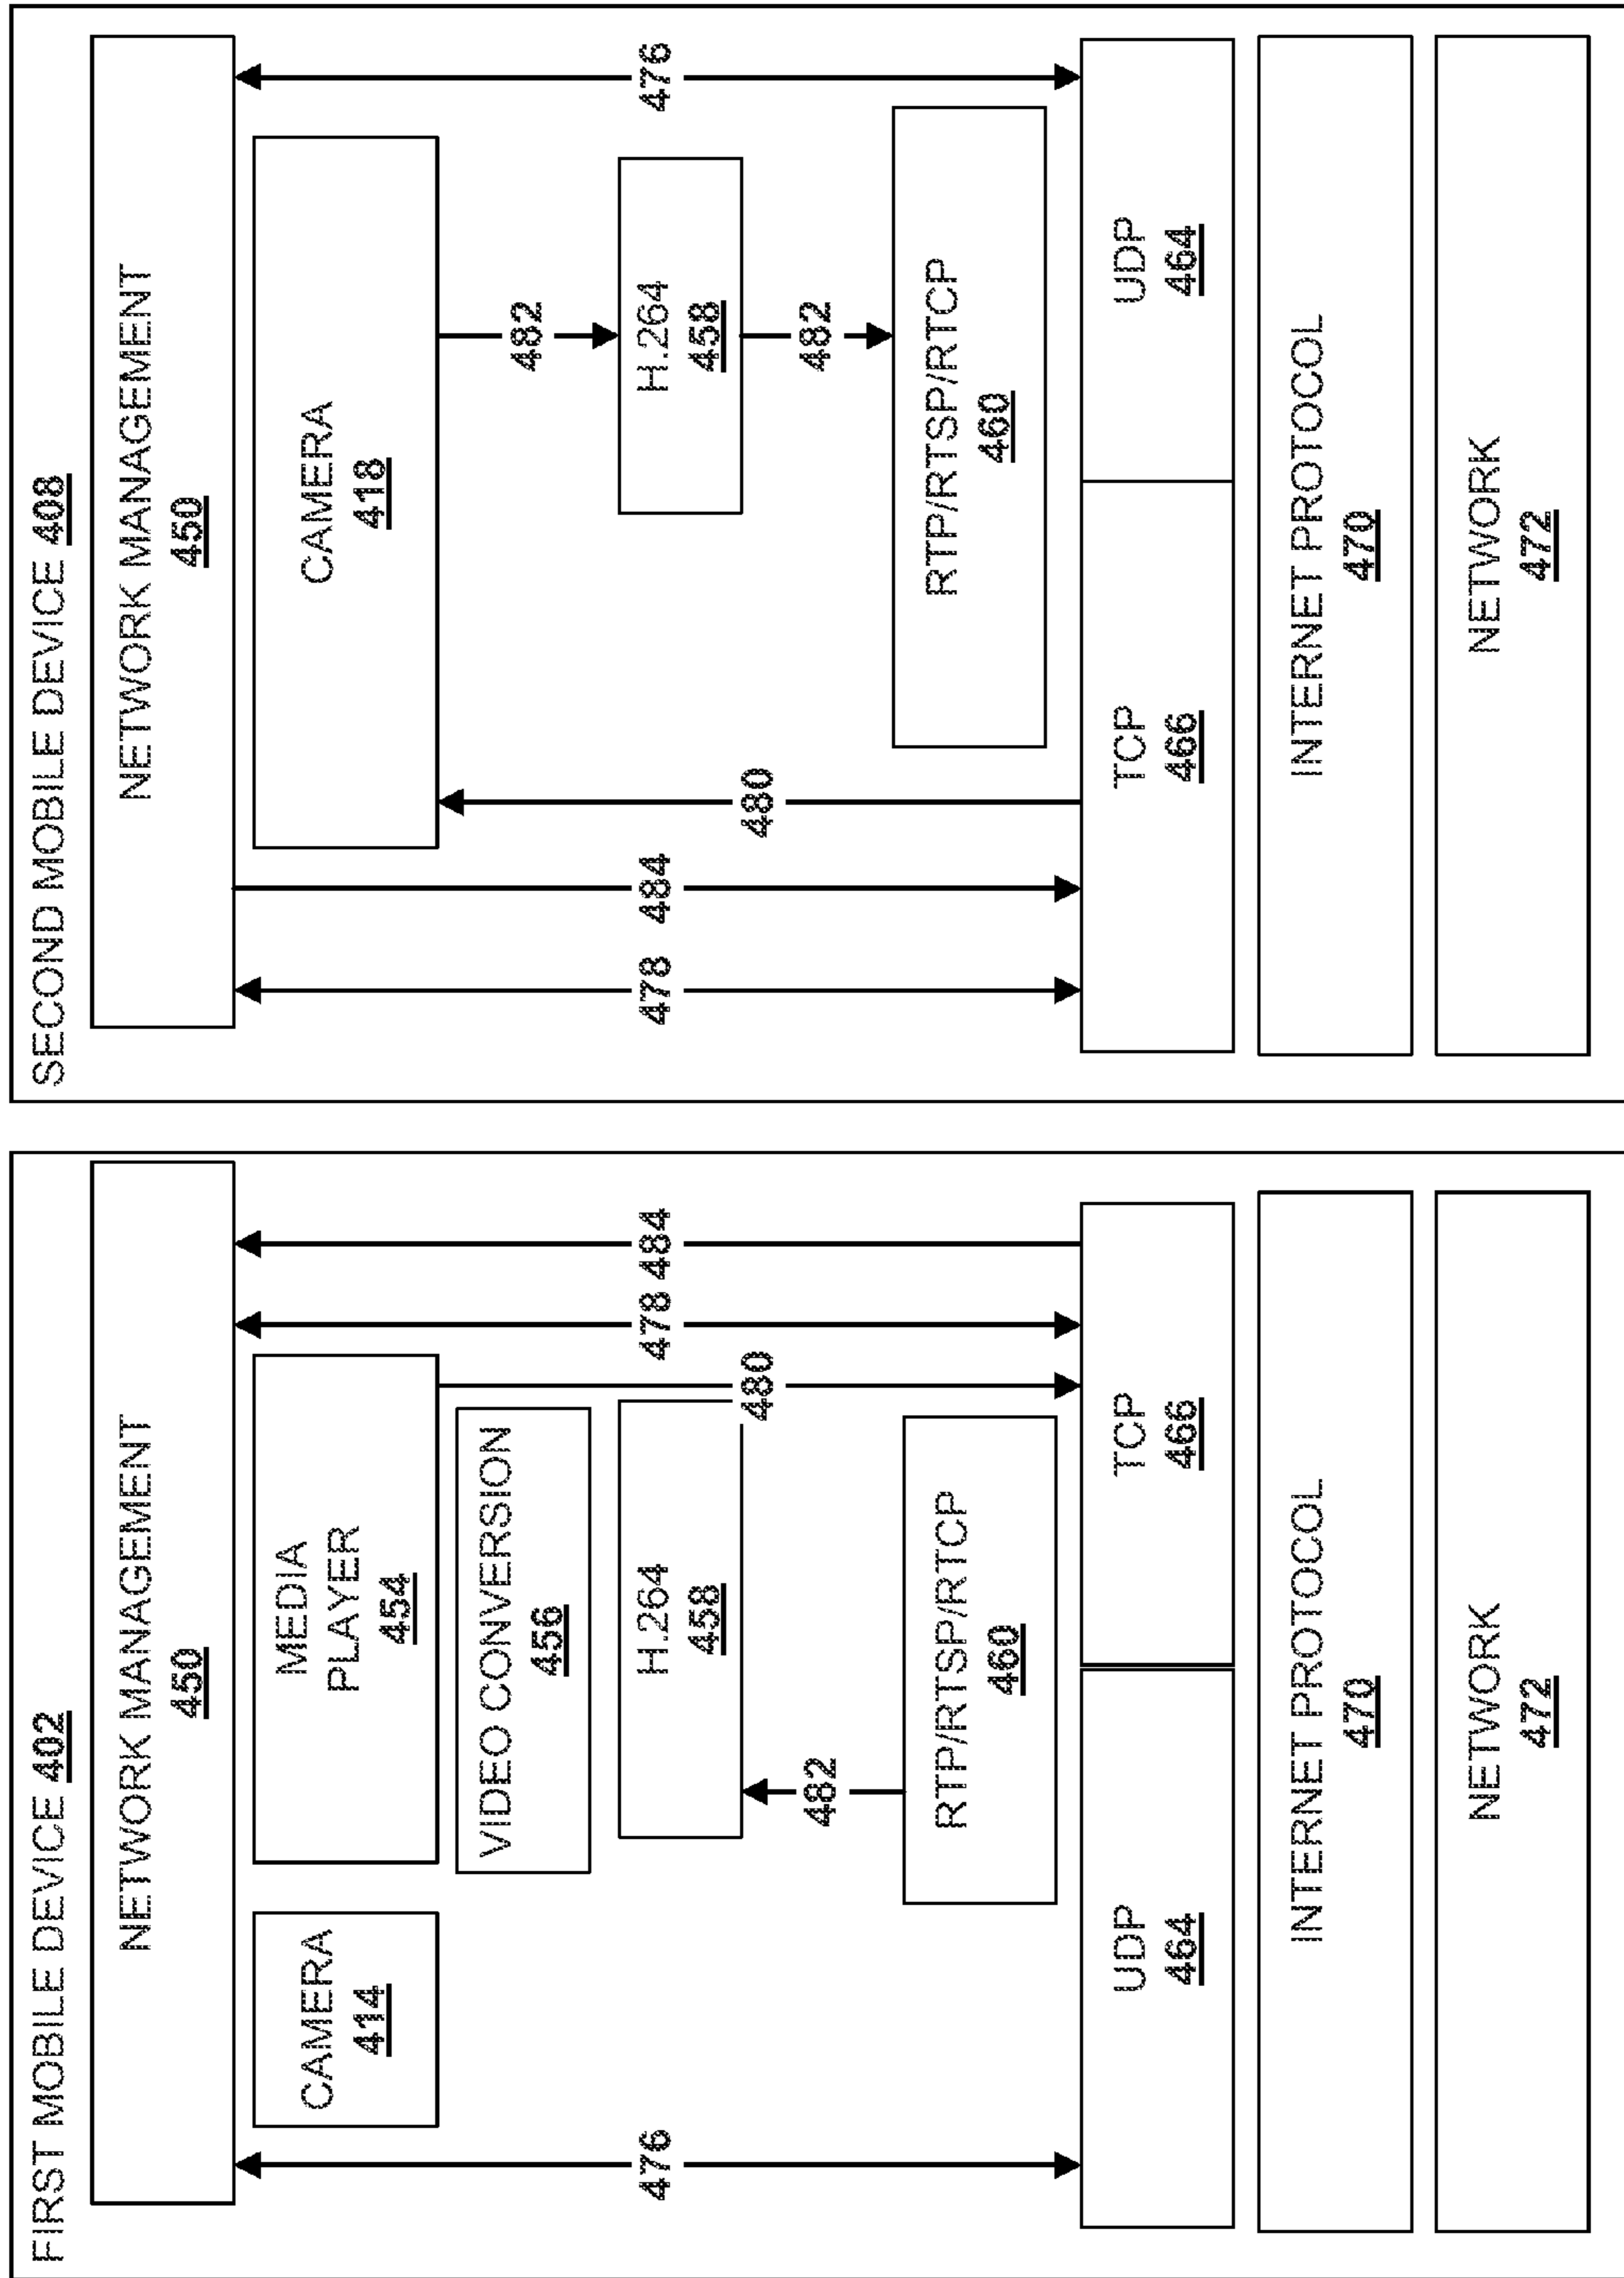 FIRST MOBILE DEVICE 402
NETWORK MANAGEMENT
450
CAMERA
414
MEDIA
PLAYER
454
VIDEO CONVERSION
456
H.264
458
476
478
484
480
482
RTP/RTSP/RTCP
460
UDP
464
TCP
466
INTERNET PROTOCOL
470
NETWORK
472
SECOND MOBILE DEVICE 408
NETWORK MANAGEMENT
450
CAMERA
418
482
H.264
458
478
484
476
480
482
RTP/RTSP/RTCP
460
TCP
466
UDP
464
INTERNET PROTOCOL
470
NETWORK
472